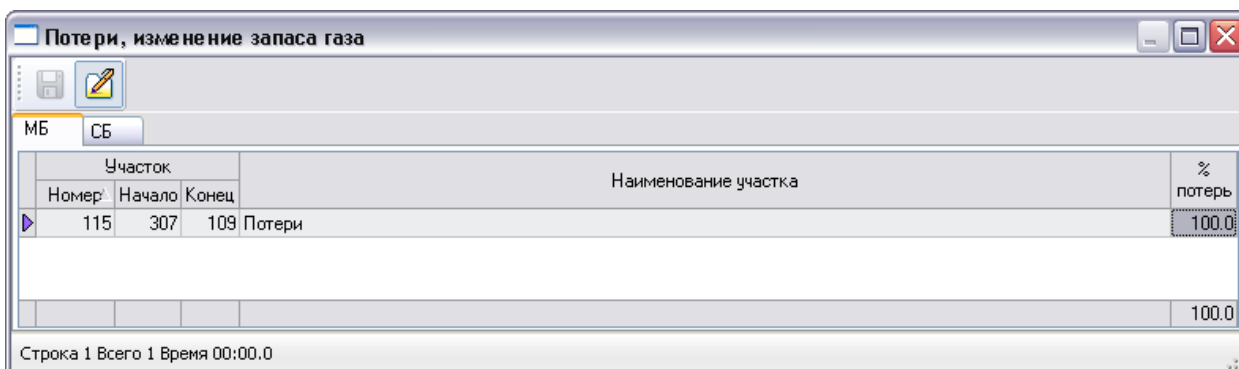 Потери, изменение запаса газа
МБ СБ
Участок Наименование участка % потерь
Номер Начало Конец
115 307 109 Потери 100.0
100.0
Строка 1 Всего 1 Время 00:00.0